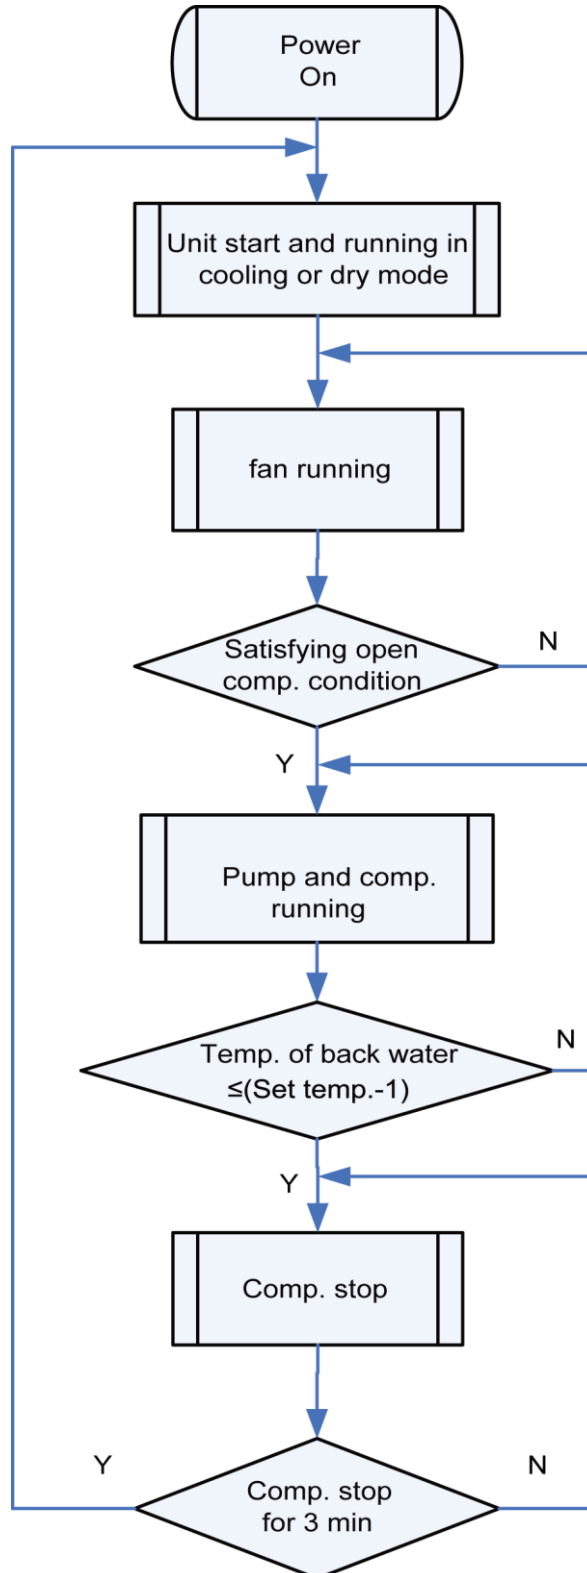 Power
On
Unit start and running in
cooling or dry mode
fan running
Satisfying open
comp. condition
N
Y
Pump and comp.
running
Temp. of back water
≤(Set temp.-1)
N
Y
Comp. stop
Y
Comp. stop
for 3 min
N